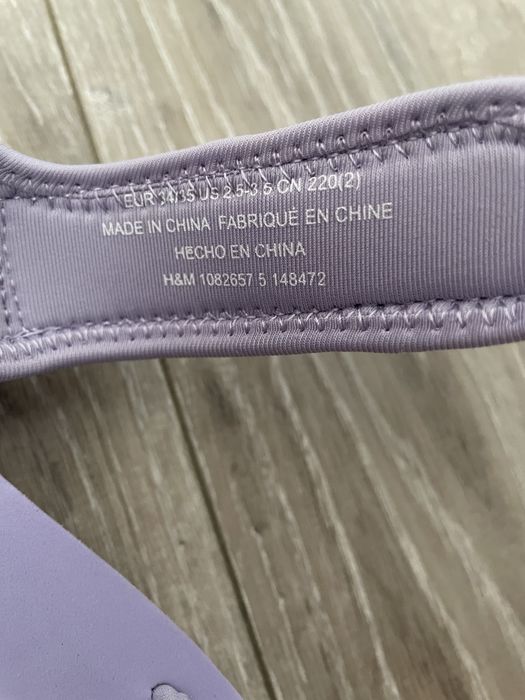 EUR 34/35 US 2.5-3.5 CN 220(2)
MADE IN CHINA FABRIQUÉ EN CHINE
HECHO EN CHINA
H&M 1082657 5 148472